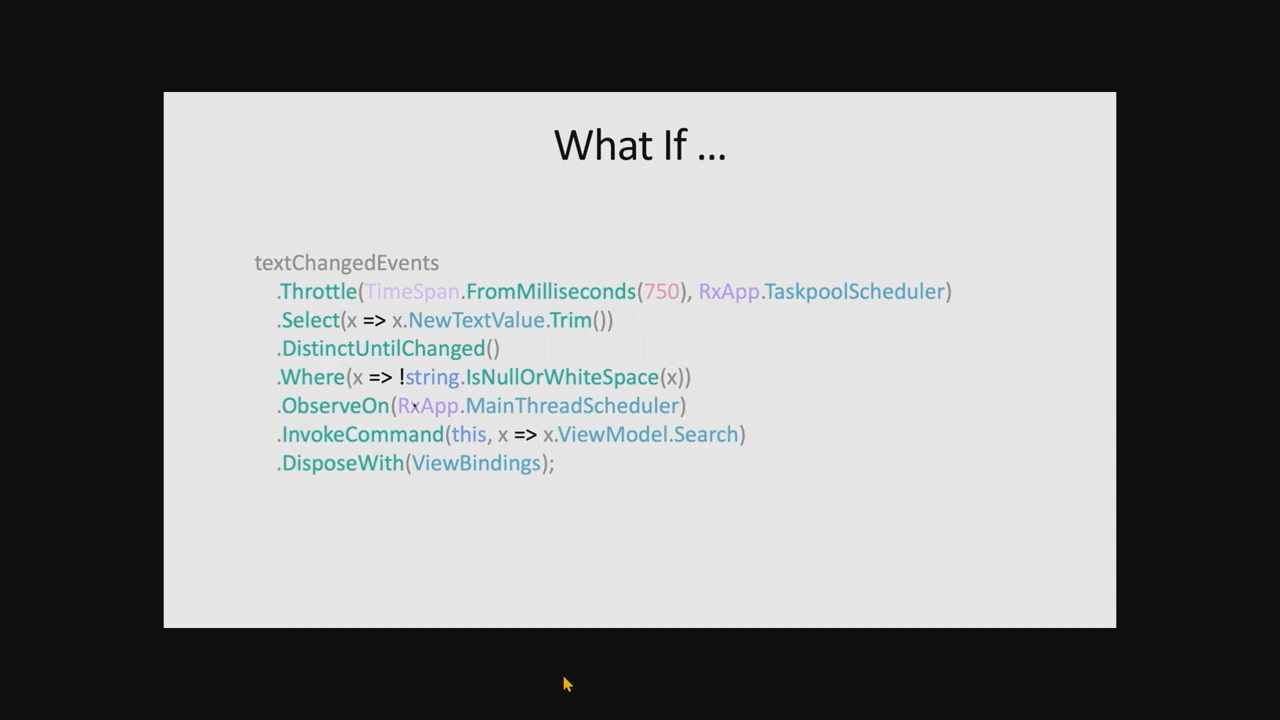 What If ...
textChangedEvents
.Throttle(TimeSpan.FromMilliseconds(750), RxApp.TaskpoolScheduler)
.Select(x => x.NewTextValue.Trim())
.DistinctUntilChanged()
.Where(x => !string.IsNullOrWhiteSpace(x))
.ObserveOn(RxApp.MainThreadScheduler)
.InvokeCommand(this, x => x.ViewModel.Search)
.DisposeWith(ViewBindings);